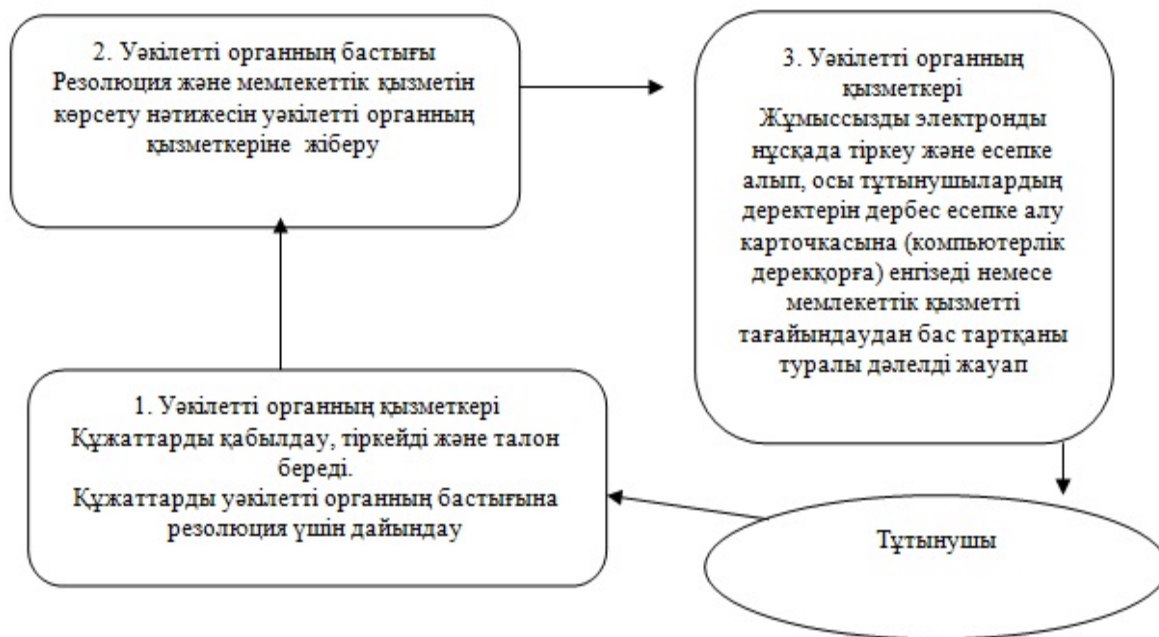 2. Уәкілетті органның бастығы
Резолюция және мемлекеттік қызметін
көрсету нәтижесін уәкілетті органның
қызметкеріне жіберу
3. Уәкілетті органның
қызметкері
Жұмыссызды электронды
нұсқада тіркеу және есепке
алып, осы тұтынушылардың
деректерін дербес есепке алу
карточкасына (компьютерлік
дерекқорға) енгізеді немесе
мемлекеттік қызметті
тағайындаудан бас тартқаны
туралы дәлелді жауап
1. Уәкілетті органның қызметкері
Құжаттарды қабылдау, тіркейді және талон
береді.
Құжаттарды уәкілетті органның бастығына
резолюция үшін дайындау
Тұтынушы